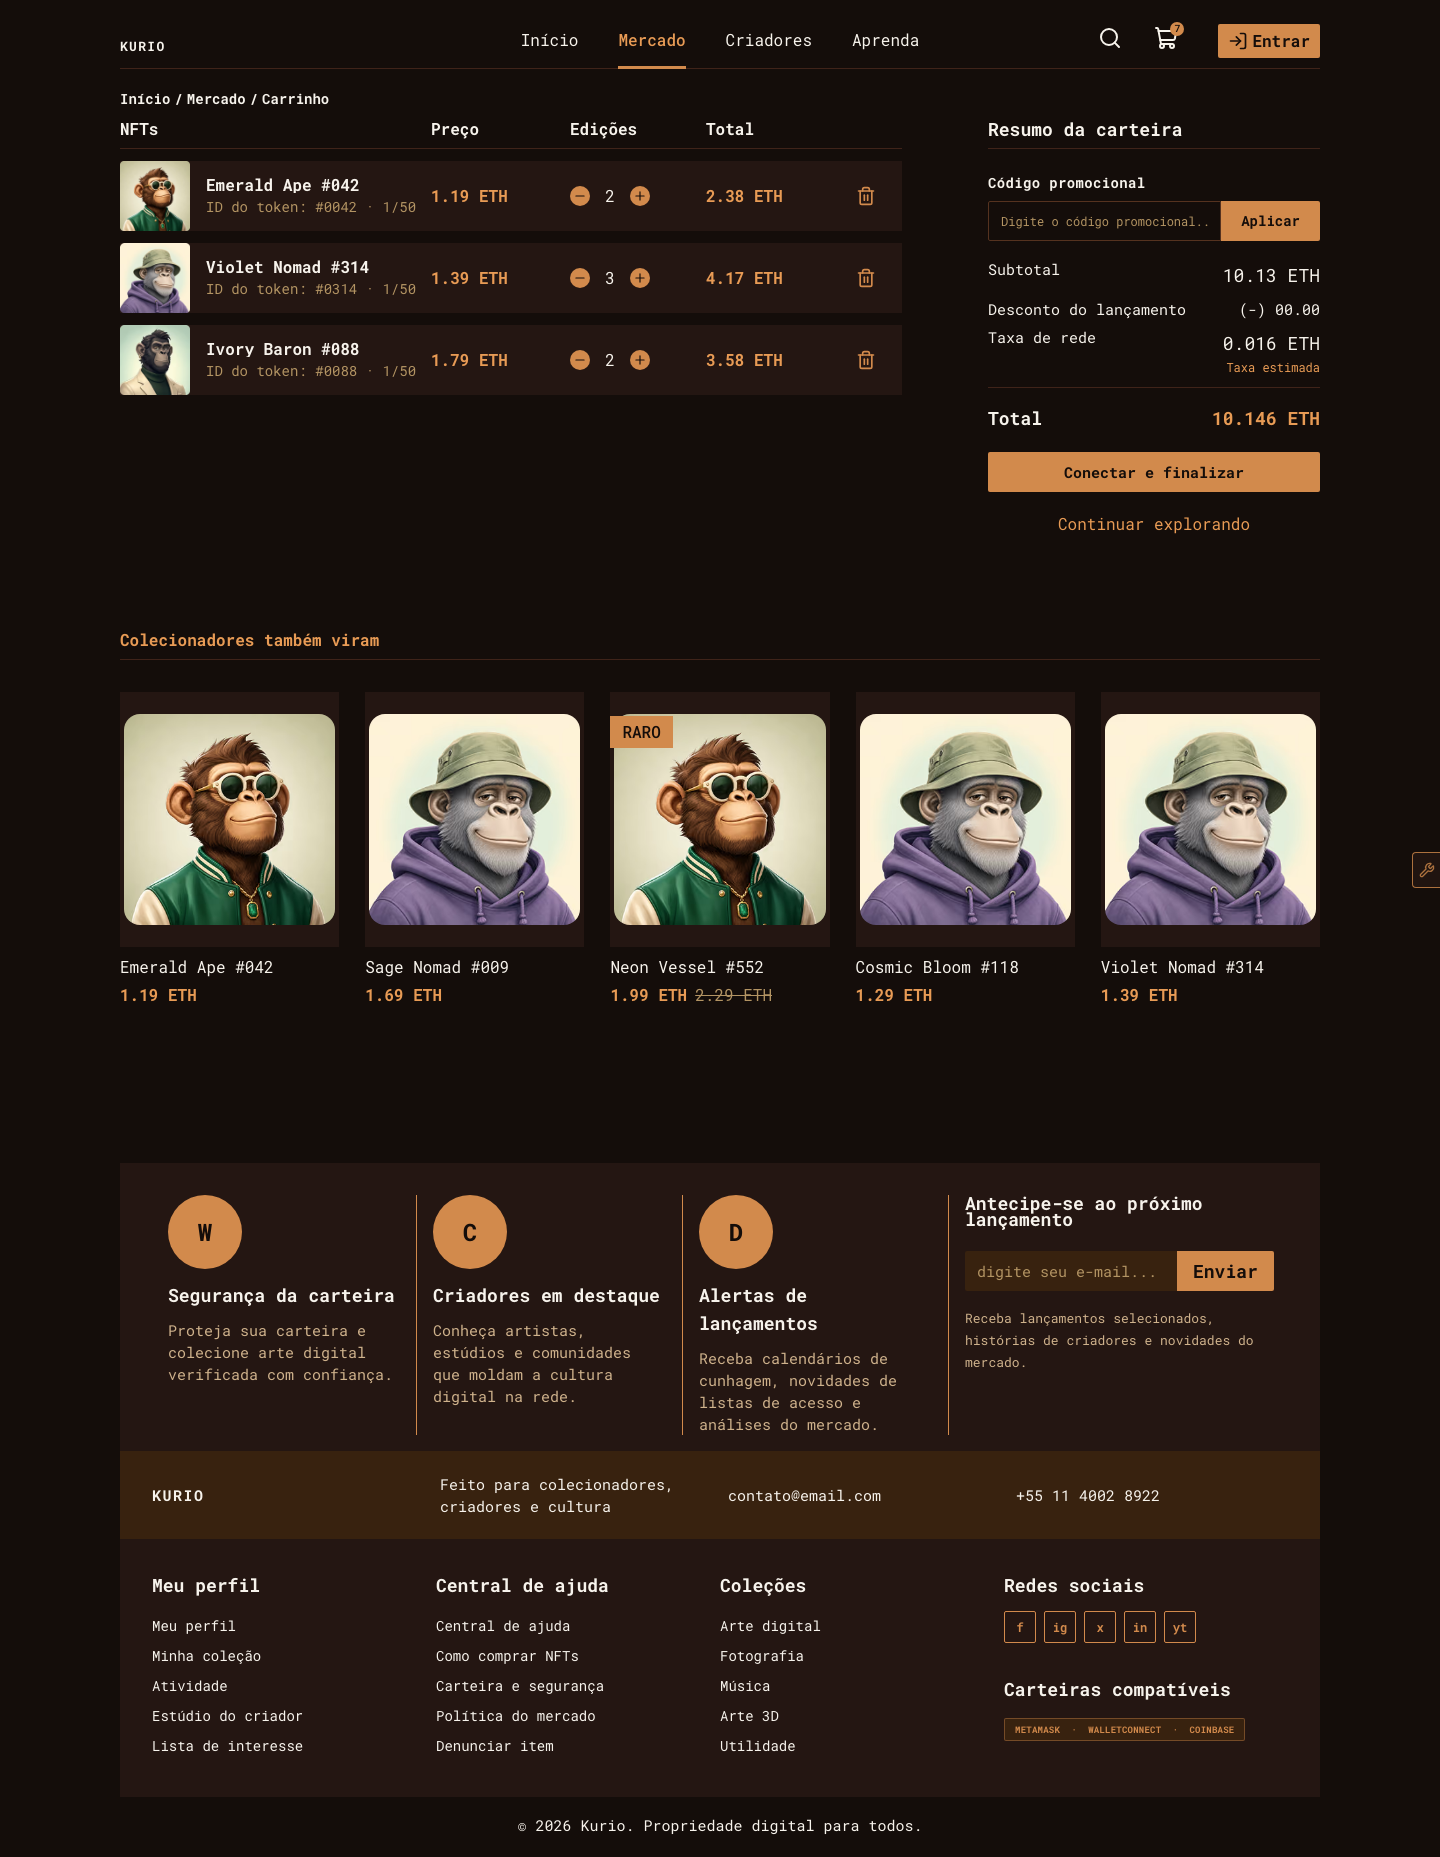 KURIO
Início
Mercado
Criadores
Aprenda
7
Entrar
Início / Mercado / Carrinho
NFTs
Preço
Edições
Total
Emerald Ape #042
ID do token: #0042 · 1/50
1.19 ETH
2
2.38 ETH
Violet Nomad #314
ID do token: #0314 · 1/50
1.39 ETH
3
4.17 ETH
Ivory Baron #088
ID do token: #0088 · 1/50
1.79 ETH
2
3.58 ETH
Resumo da carteira
Código promocional
Digite o código promocional..
Aplicar
Subtotal
10.13 ETH
Desconto do lançamento
(-) 00.00
Taxa de rede
0.016 ETH
Taxa estimada
Total
10.146 ETH
Conectar e finalizar
Continuar explorando
Colecionadores também viram
RARO
Emerald Ape #042
1.19 ETH
Sage Nomad #009
1.69 ETH
Neon Vessel #552
1.99 ETH 2.29 ETH
Cosmic Bloom #118
1.29 ETH
Violet Nomad #314
1.39 ETH
W
Segurança da carteira
Proteja sua carteira e
colecione arte digital
verificada com confiança.
C
Criadores em destaque
Conheça artistas,
estúdios e comunidades
que moldam a cultura
digital na rede.
D
Alertas de
lançamentos
Receba calendários de
cunhagem, novidades de
listas de acesso e
análises do mercado.
Antecipe-se ao próximo
lançamento
digite seu e-mail...
Enviar
Receba lançamentos selecionados,
histórias de criadores e novidades do
mercado.
KURIO
Feito para colecionadores,
criadores e cultura
contato@email.com
+55 11 4002 8922
Meu perfil
Meu perfil
Minha coleção
Atividade
Estúdio do criador
Lista de interesse
Central de ajuda
Central de ajuda
Como comprar NFTs
Carteira e segurança
Política do mercado
Denunciar item
Coleções
Arte digital
Fotografia
Música
Arte 3D
Utilidade
Redes sociais
f
ig
x
in
yt
Carteiras compatíveis
METAMASK · WALLETCONNECT · COINBASE
© 2026 Kurio. Propriedade digital para todos.